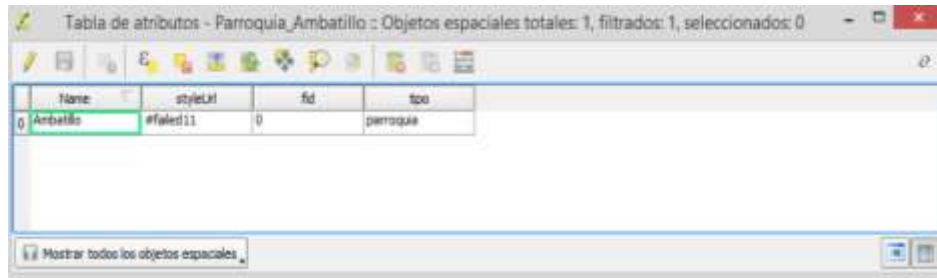 Tabla de atributos - Parroquia_Ambatillo :: Objetos espaciales totales: 1, filtrados: 1, seleccionados: 0
Name styleUrl fid tipo
0 Ambatillo #failed11 0 parroquia
Mostrar todos los objetos espaciales